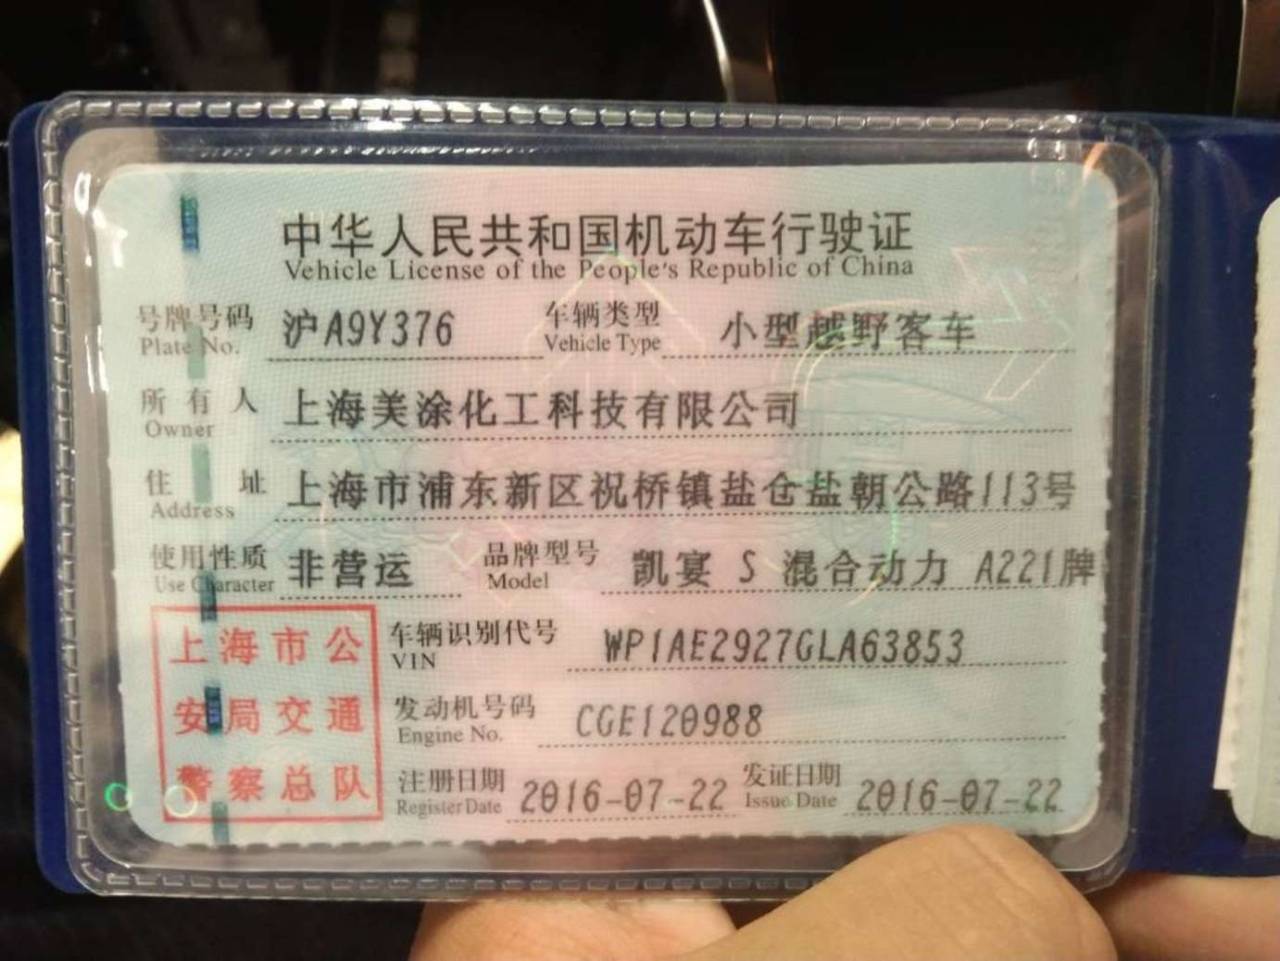 中华人民共和国机动车行驶证
Vehicle License of the People's Republic of China
号牌号码 沪A9Y376 车辆类型 小型越野客车
Plate No. Vehicle Type
所有人 上海美涂化工科技有限公司
Owner
住址 上海市浦东新区祝桥镇盐仓盐朝公路113号
Address
使用性质 非营运 品牌型号 凯宴 S 混合动力 A221牌
Use Character Model
上海市公
安局交通
警察总队
车辆识别代号 WP1AE2927GLA63853
VIN
发动机号码 CGE120988
Engine No.
注册日期 2016-07-22 发证日期 2016-07-22
Register Date Issue Date